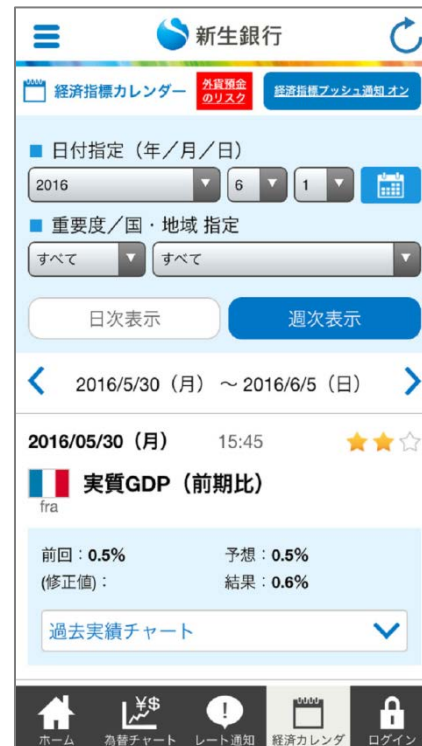 新生銀行
経済指標カレンダー
外貨預金
のリスク
経済指標プッシュ通知 オン
■ 日付指定（年／月／日）
2016 6 1
■ 重要度／国・地域 指定
すべて すべて
日次表示 週次表示
2016/5/30（月）～2016/6/5（日）
2016/05/30（月） 15:45
実質GDP（前期比）
fra
前回：0.5% 予想：0.5%
(修正値)： 結果：0.6%
過去実績チャート
¥$
ホーム 為替チャート レート通知 経済カレンダ ログイン